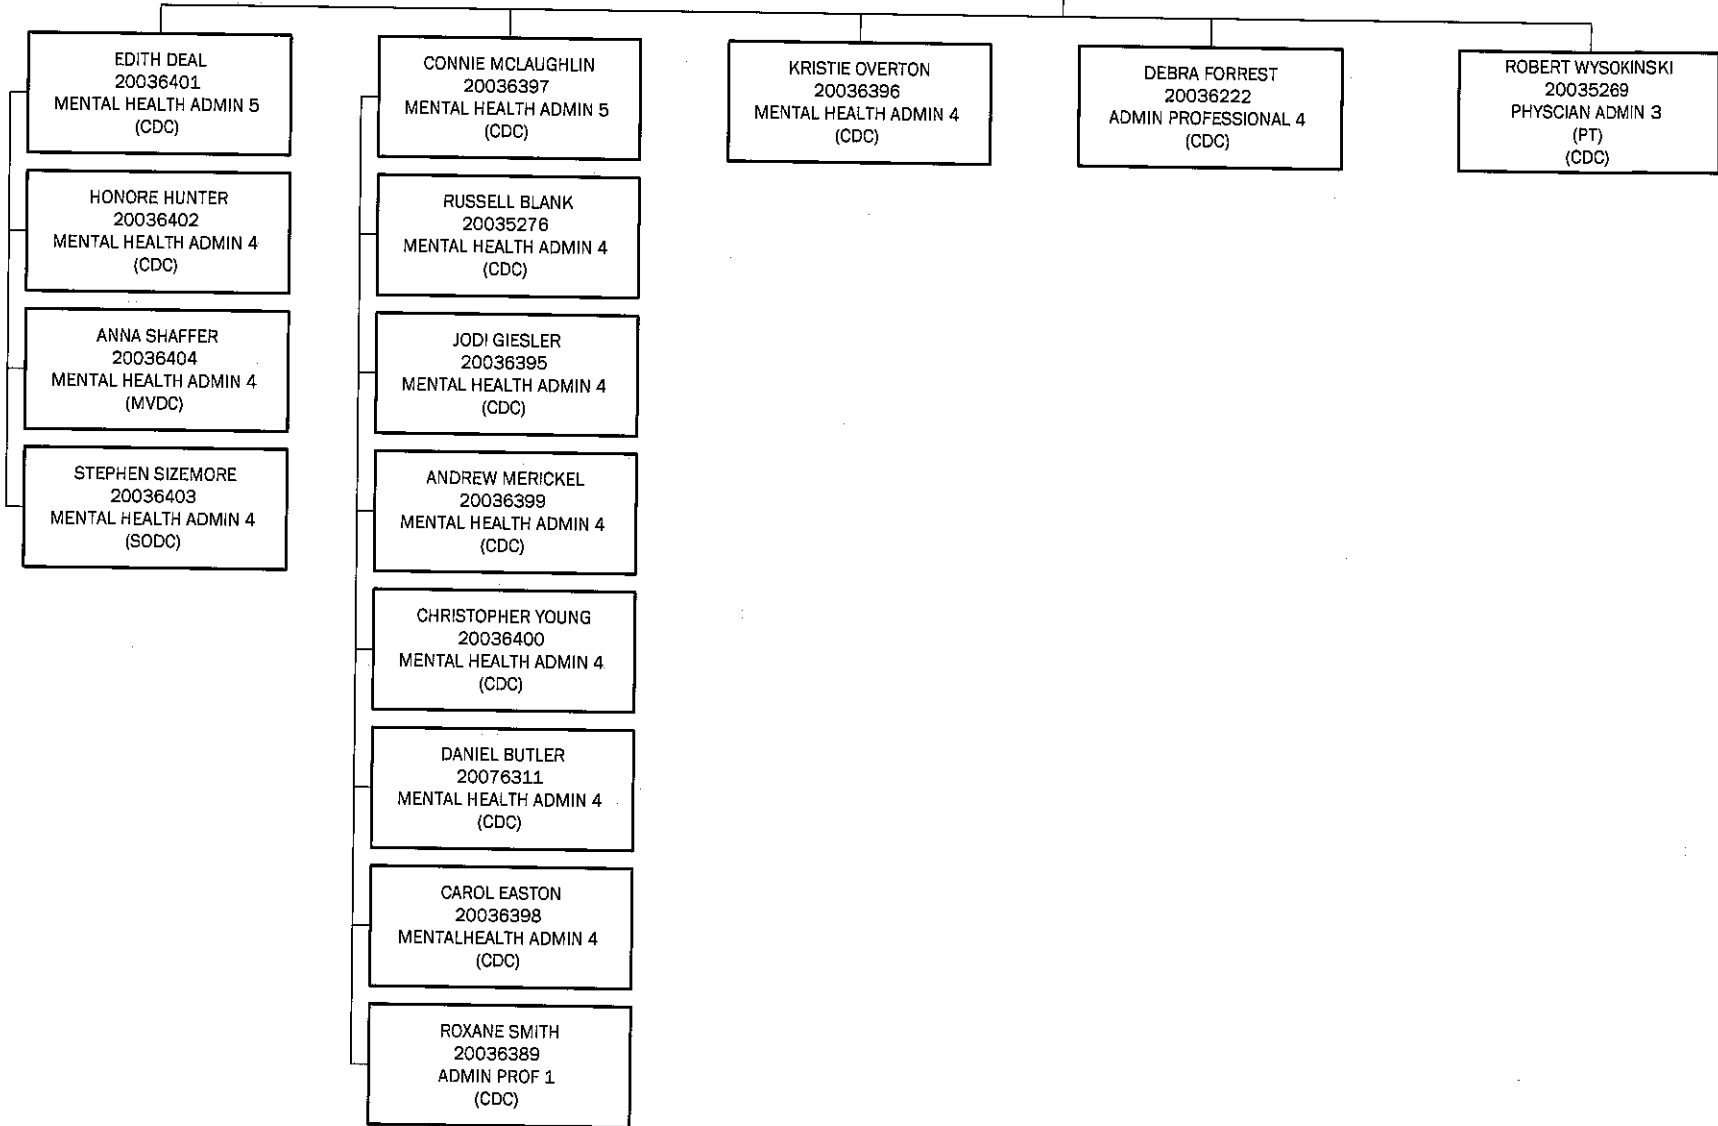 EDITH DEAL
20036401
MENTAL HEALTH ADMIN 5
(CDC)
HONORE HUNTER
20036402
MENTAL HEALTH ADMIN 4
(CDC)
ANNA SHAFFER
20036404
MENTAL HEALTH ADMIN 4
(MVDC)
STEPHEN SIZEMORE
20036403
MENTAL HEALTH ADMIN 4
(SODC)
CONNIE MCLAUGHLIN
20036397
MENTAL HEALTH ADMIN 5
(CDC)
RUSSELL BLANK
20035276
MENTAL HEALTH ADMIN 4
(CDC)
JODI GIESLER
20036395
MENTAL HEALTH ADMIN 4
(CDC)
ANDREW MERICKEL
20036399
MENTAL HEALTH ADMIN 4
(CDC)
CHRISTOPHER YOUNG
20036400
MENTAL HEALTH ADMIN 4
(CDC)
DANIEL BUTLER
20076311
MENTAL HEALTH ADMIN 4
(CDC)
CAROL EASTON
20036398
MENTALHEALTH ADMIN 4
(CDC)
ROXANE SMITH
20036389
ADMIN PROF 1
(CDC)
KRISTIE OVERTON
20036396
MENTAL HEALTH ADMIN 4
(CDC)
DEBRA FORREST
20036222
ADMIN PROFESSIONAL 4
(CDC)
ROBERT WYSOKINSKI
20035269
PHYSCIAN ADMIN 3
(PT)
(CDC)